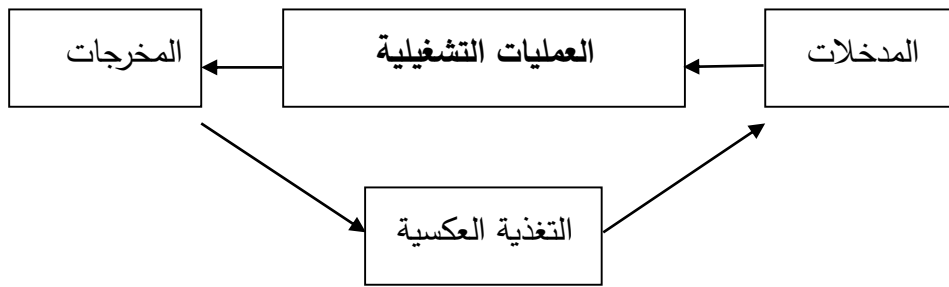 المدخلات
العمليات التشغيلية
المخرجات
التغذية العكسية